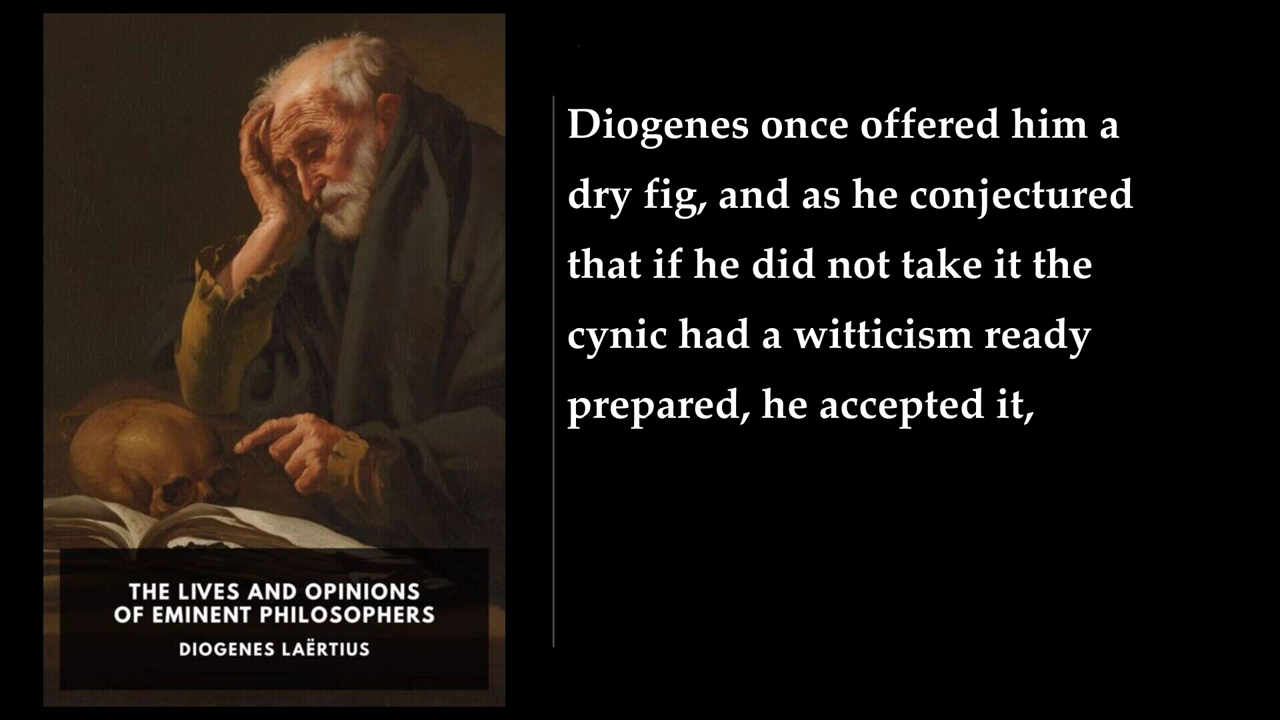 Diogenes once offered him a
dry fig, and as he conjectured
that if he did not take it the
cynic had a witticism ready
prepared, he accepted it,
THE LIVES AND OPINIONS
OF EMINENT PHILOSOPHERS
DIOGENES LAËRTIUS